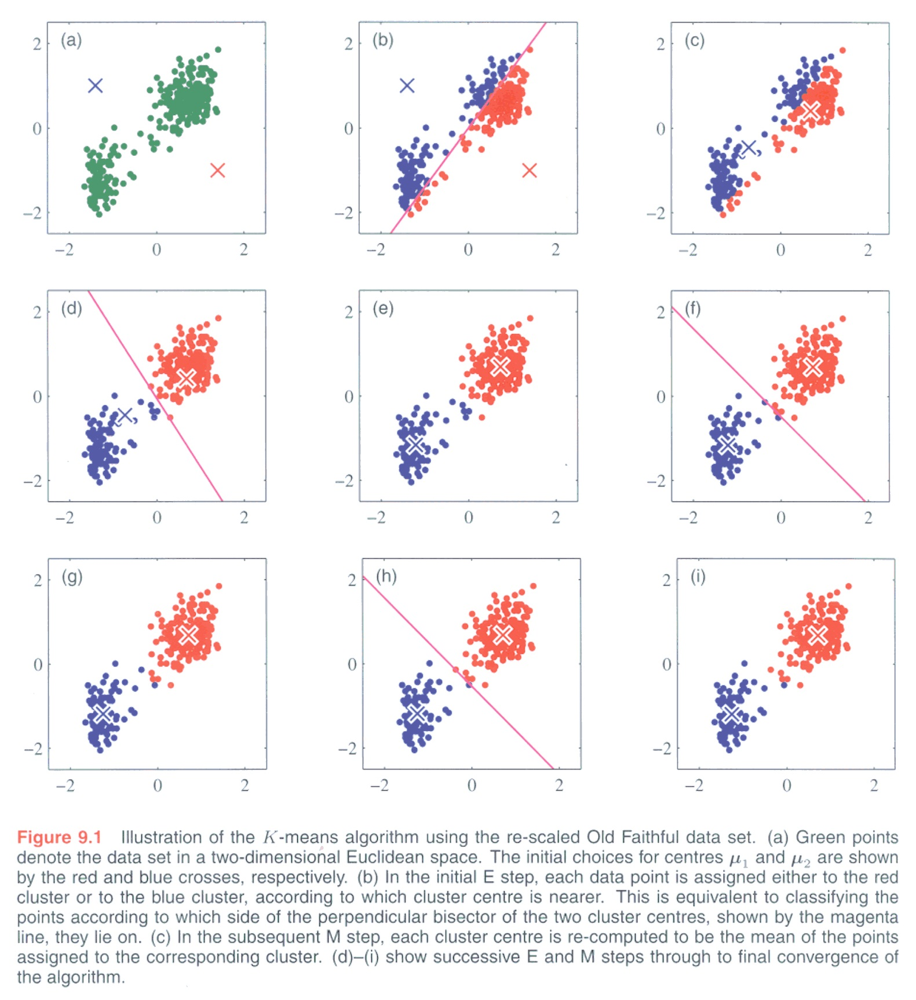 (a)
2
0
−2
−2 0 2
(b)
2
0
−2
−2 0 2
(c)
2
0
−2
−2 0 2
(d)
2
0
−2
−2 0 2
(e)
2
0
−2
−2 0 2
(f)
2
0
−2
−2 0 2
(g)
2
0
−2
−2 0 2
(h)
2
0
−2
−2 0 2
(i)
2
0
−2
−2 0 2
Figure 9.1 Illustration of the K-means algorithm using the re-scaled Old Faithful data set. (a) Green points
denote the data set in a two-dimensional Euclidean space. The initial choices for centres μ₁ and μ₂ are shown
by the red and blue crosses, respectively. (b) In the initial E step, each data point is assigned either to the red
cluster or to the blue cluster, according to which cluster centre is nearer. This is equivalent to classifying the
points according to which side of the perpendicular bisector of the two cluster centres, shown by the magenta
line, they lie on. (c) In the subsequent M step, each cluster centre is re-computed to be the mean of the points
assigned to the corresponding cluster. (d)–(i) show successive E and M steps through to final convergence of
the algorithm.